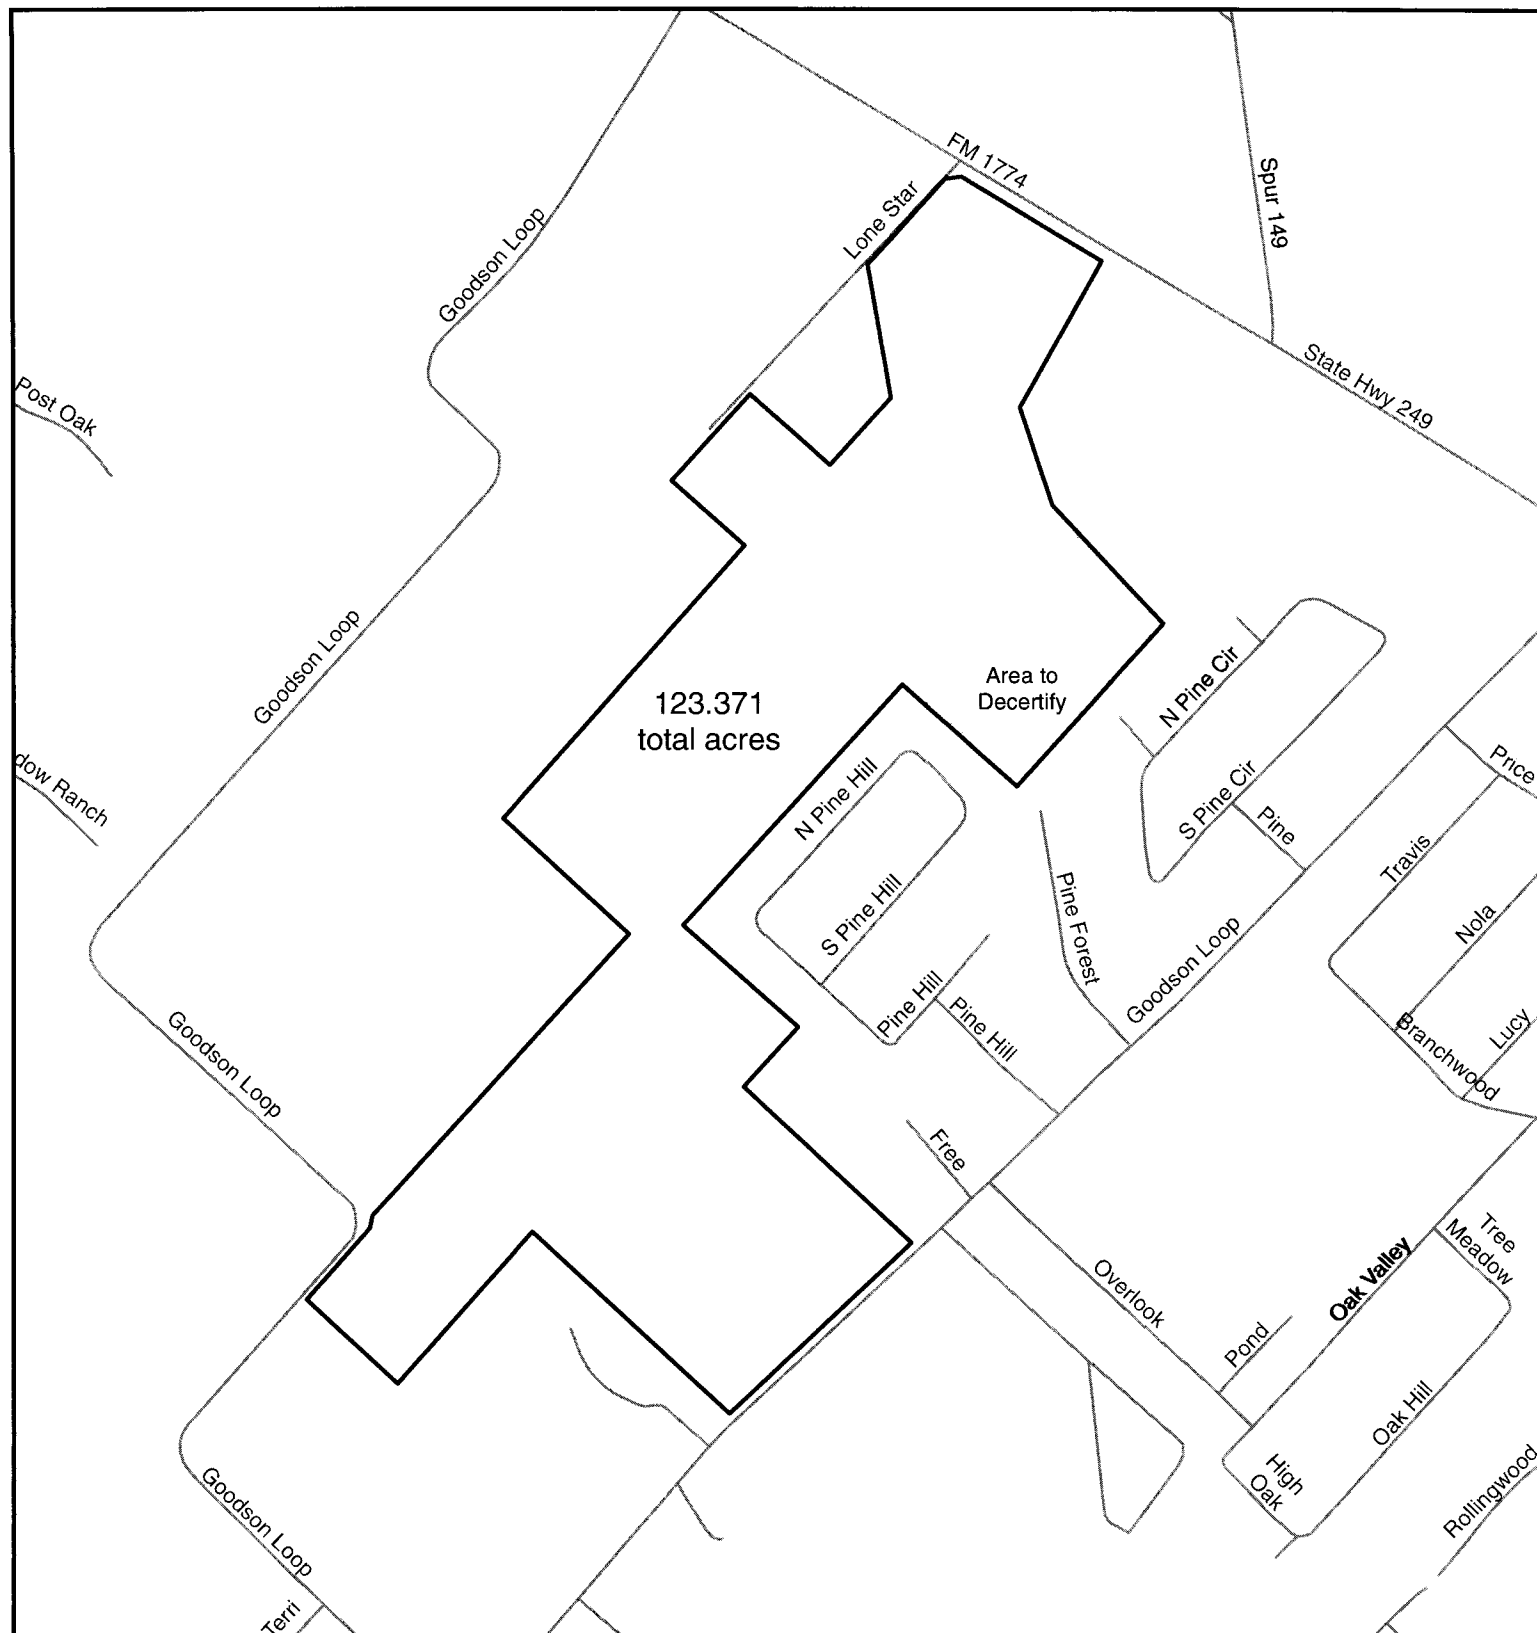 FM 1774
Spur 149
Lone Star
Goodson Loop
State Hwy 249
Post Oak
Goodson Loop
N Pine Cir
Area to
Decertify
123.371
total acres
Price
dow Ranch
N Pine Hill
S Pine Cir
Pine
Travis
S Pine Hill
Pine Forest
Nola
Goodson Loop
Pine Hill
Pine Hill
Lucy
Branchwood
Goodson Loop
Free
Tree
Meadow
Oak Valley
Overlook
Pond
Oak Hill
High
Oak
Rollingwood
Goodson Loop
Terri